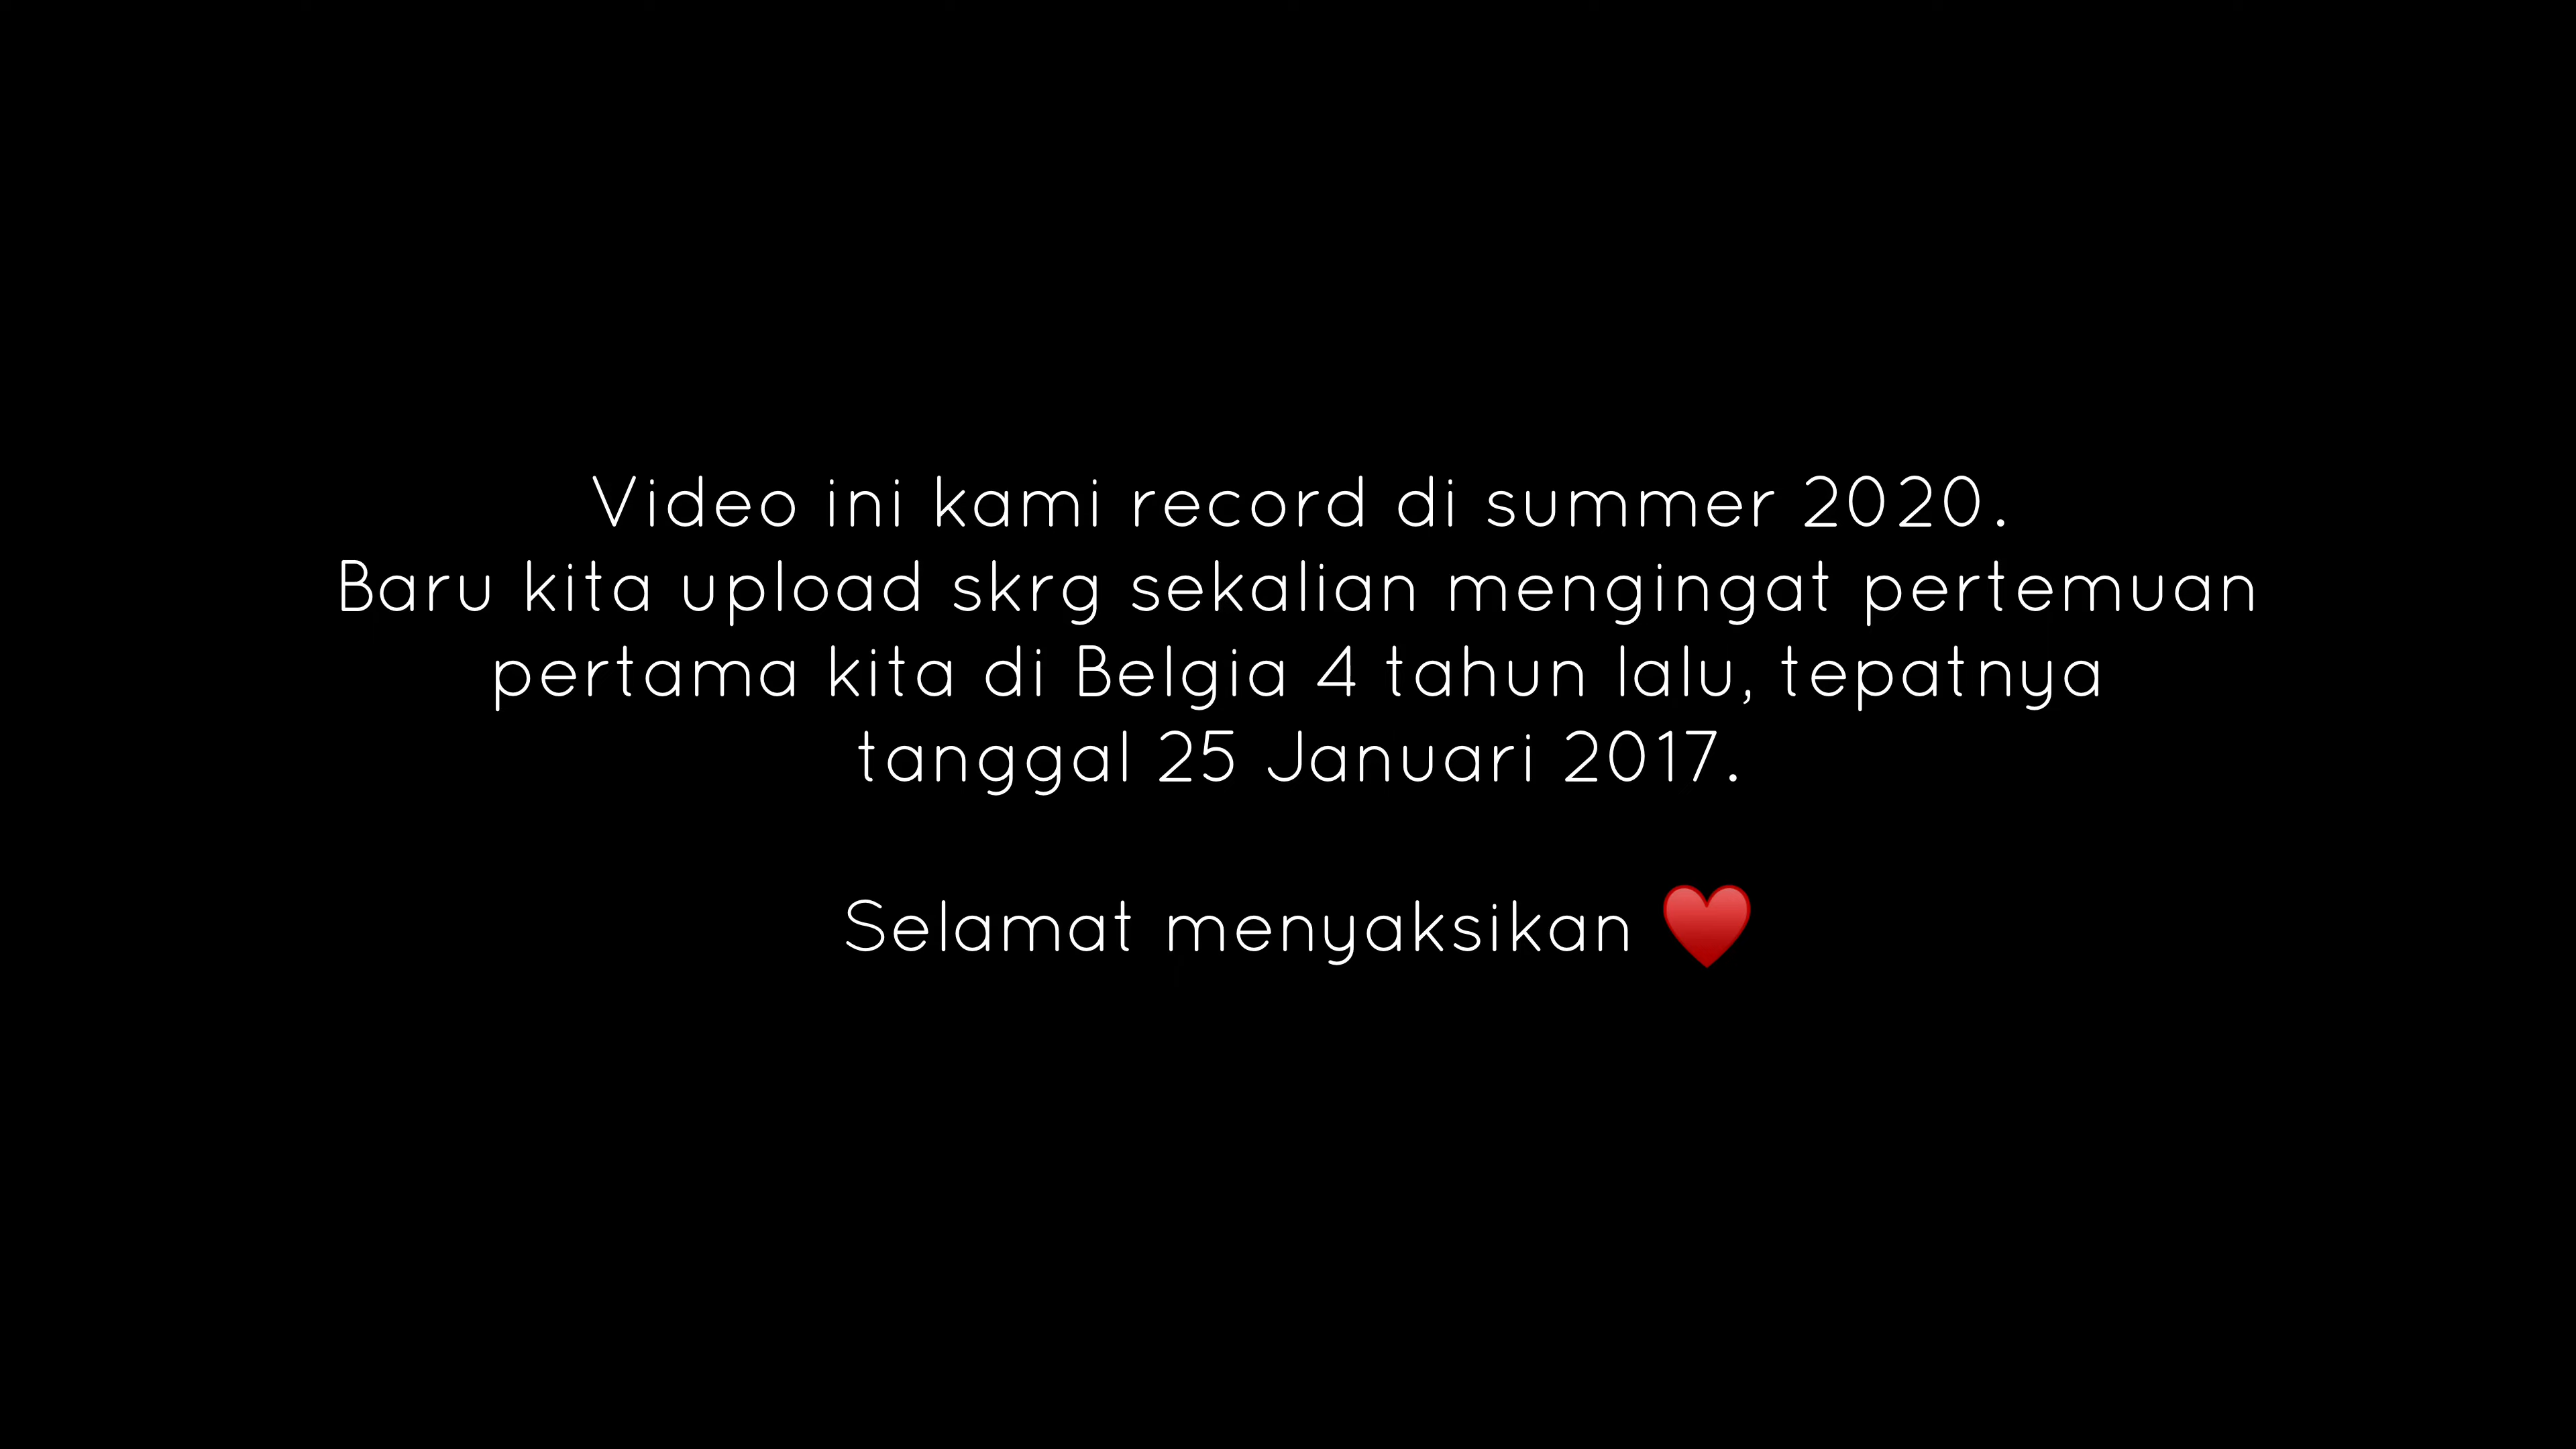 Video ini kami record di summer 2020.
Baru kita upload skrg sekalian mengingat pertemuan
pertama kita di Belgia 4 tahun lalu, tepatnya
tanggal 25 Januari 2017.
Selamat menyaksikan ♥️